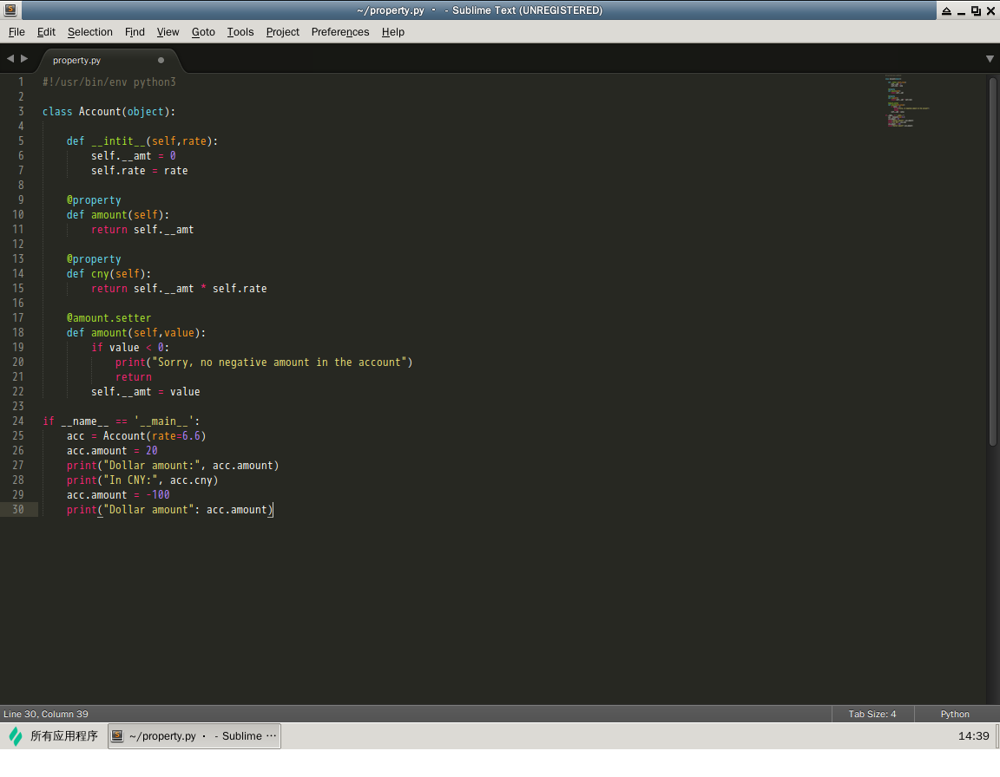 ~/property.py • - Sublime Text (UNREGISTERED)
File Edit Selection Find View Goto Tools Project Preferences Help
property.py
1 #!/usr/bin/env python3
2
3 class Account(object):
4
5     def __intit__(self,rate):
6         self.__amt = 0
7         self.rate = rate
8
9     @property
10     def amount(self):
11         return self.__amt
12
13     @property
14     def cny(self):
15         return self.__amt * self.rate
16
17     @amount.setter
18     def amount(self,value):
19         if value < 0:
20             print("Sorry, no negative amount in the account")
21             return
22         self.__amt = value
23
24 if __name__ == '__main__':
25     acc = Account(rate=6.6)
26     acc.amount = 20
27     print("Dollar amount:", acc.amount)
28     print("In CNY:", acc.cny)
29     acc.amount = -100
30     print("Dollar amount": acc.amount)
Line 30, Column 39 Tab Size: 4 Python
所有应用程序 ~/property.py • - Sublime ··· 14:39